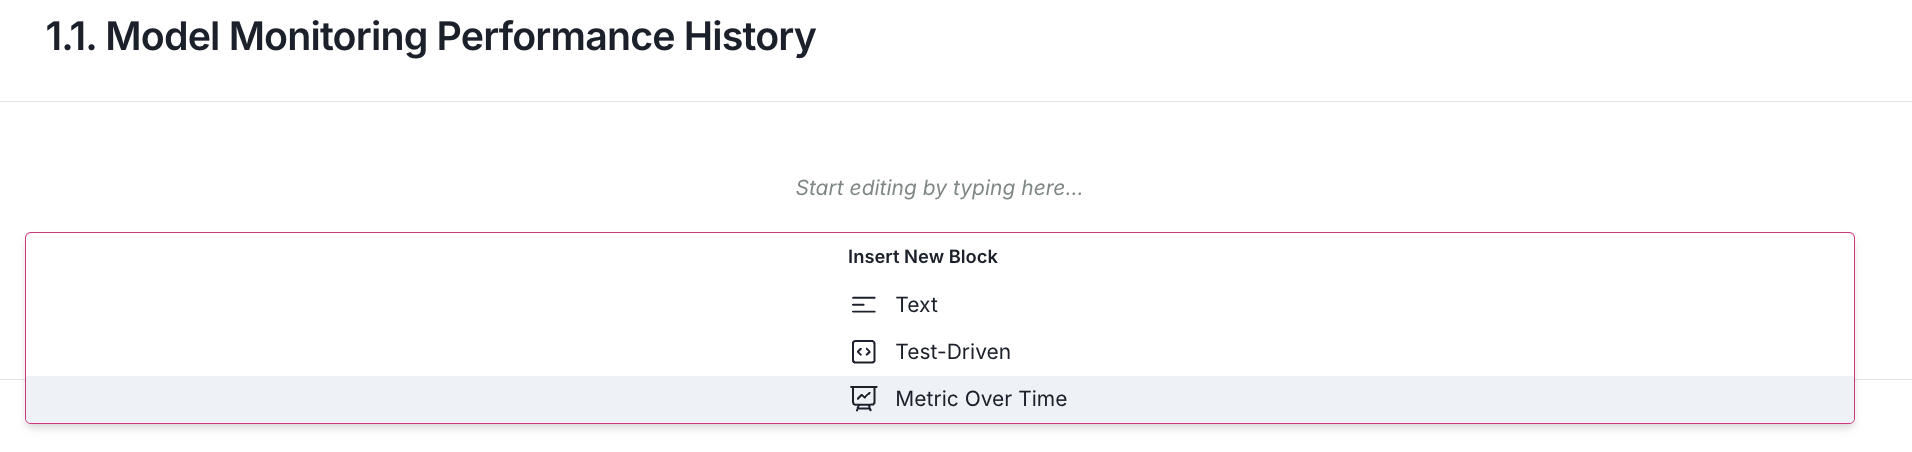 1.1. Model Monitoring Performance History
Start editing by typing here...
Insert New Block
Text
Test-Driven
Metric Over Time